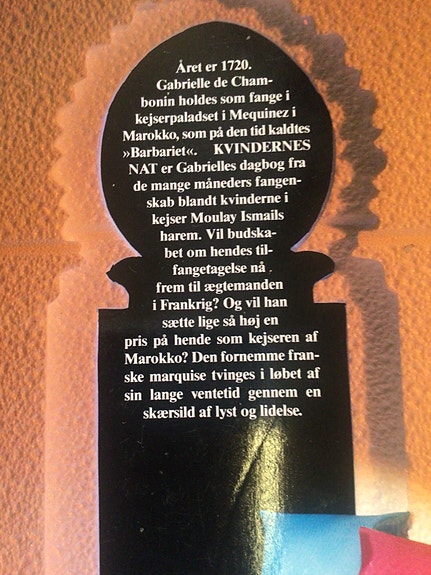 Året er 1720.
Gabrielle de Cham-
bonin holdes som fange i
kejserpaladset i Mequinez i
Marokko, som på den tid kaldtes
»Barbariet«. KVINDERNES
NAT er Gabrielles dagbog fra
de mange måneders fangen-
skab blandt kvinderne i
kejser Moulay Ismails
harem. Vil budska-
bet om hendes til-
fangetagelse nå
frem til ægtemanden
i Frankrig? Og vil han
sætte lige så høj en
pris på hende som kejseren af
Marokko? Den fornemme fran-
ske marquise tvinges i løbet af
sin lange ventetid gennem en
skærsild af lyst og lidelse.